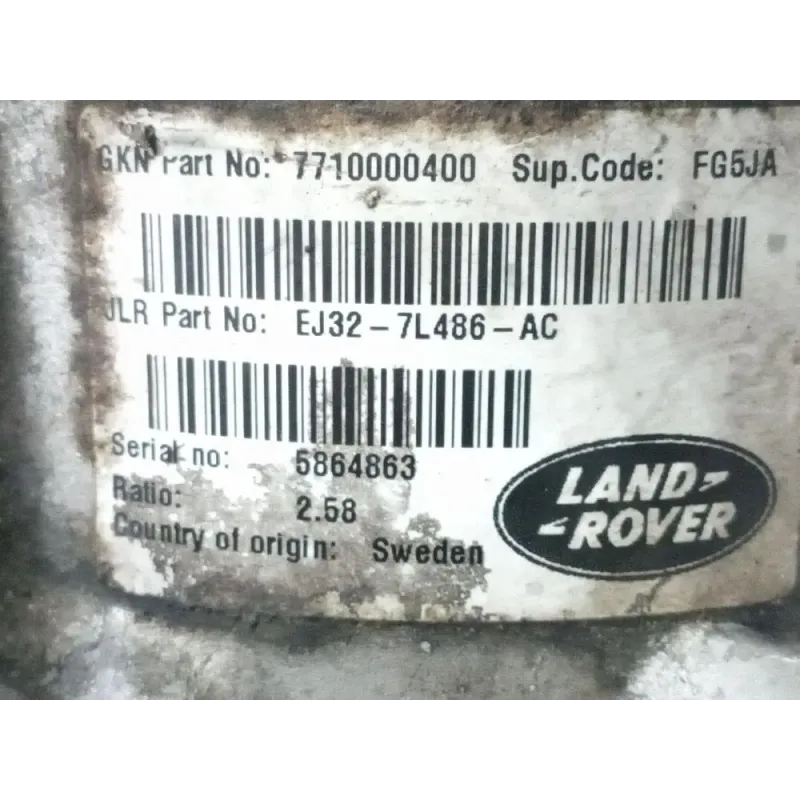 GKN Part No: 7710000400 Sup.Code: FG5JA
JLR Part No: EJ32-7L486-AC
Serial no: 5864863
Ratio: 2.58
Country of origin: Sweden
LAND
ROVER